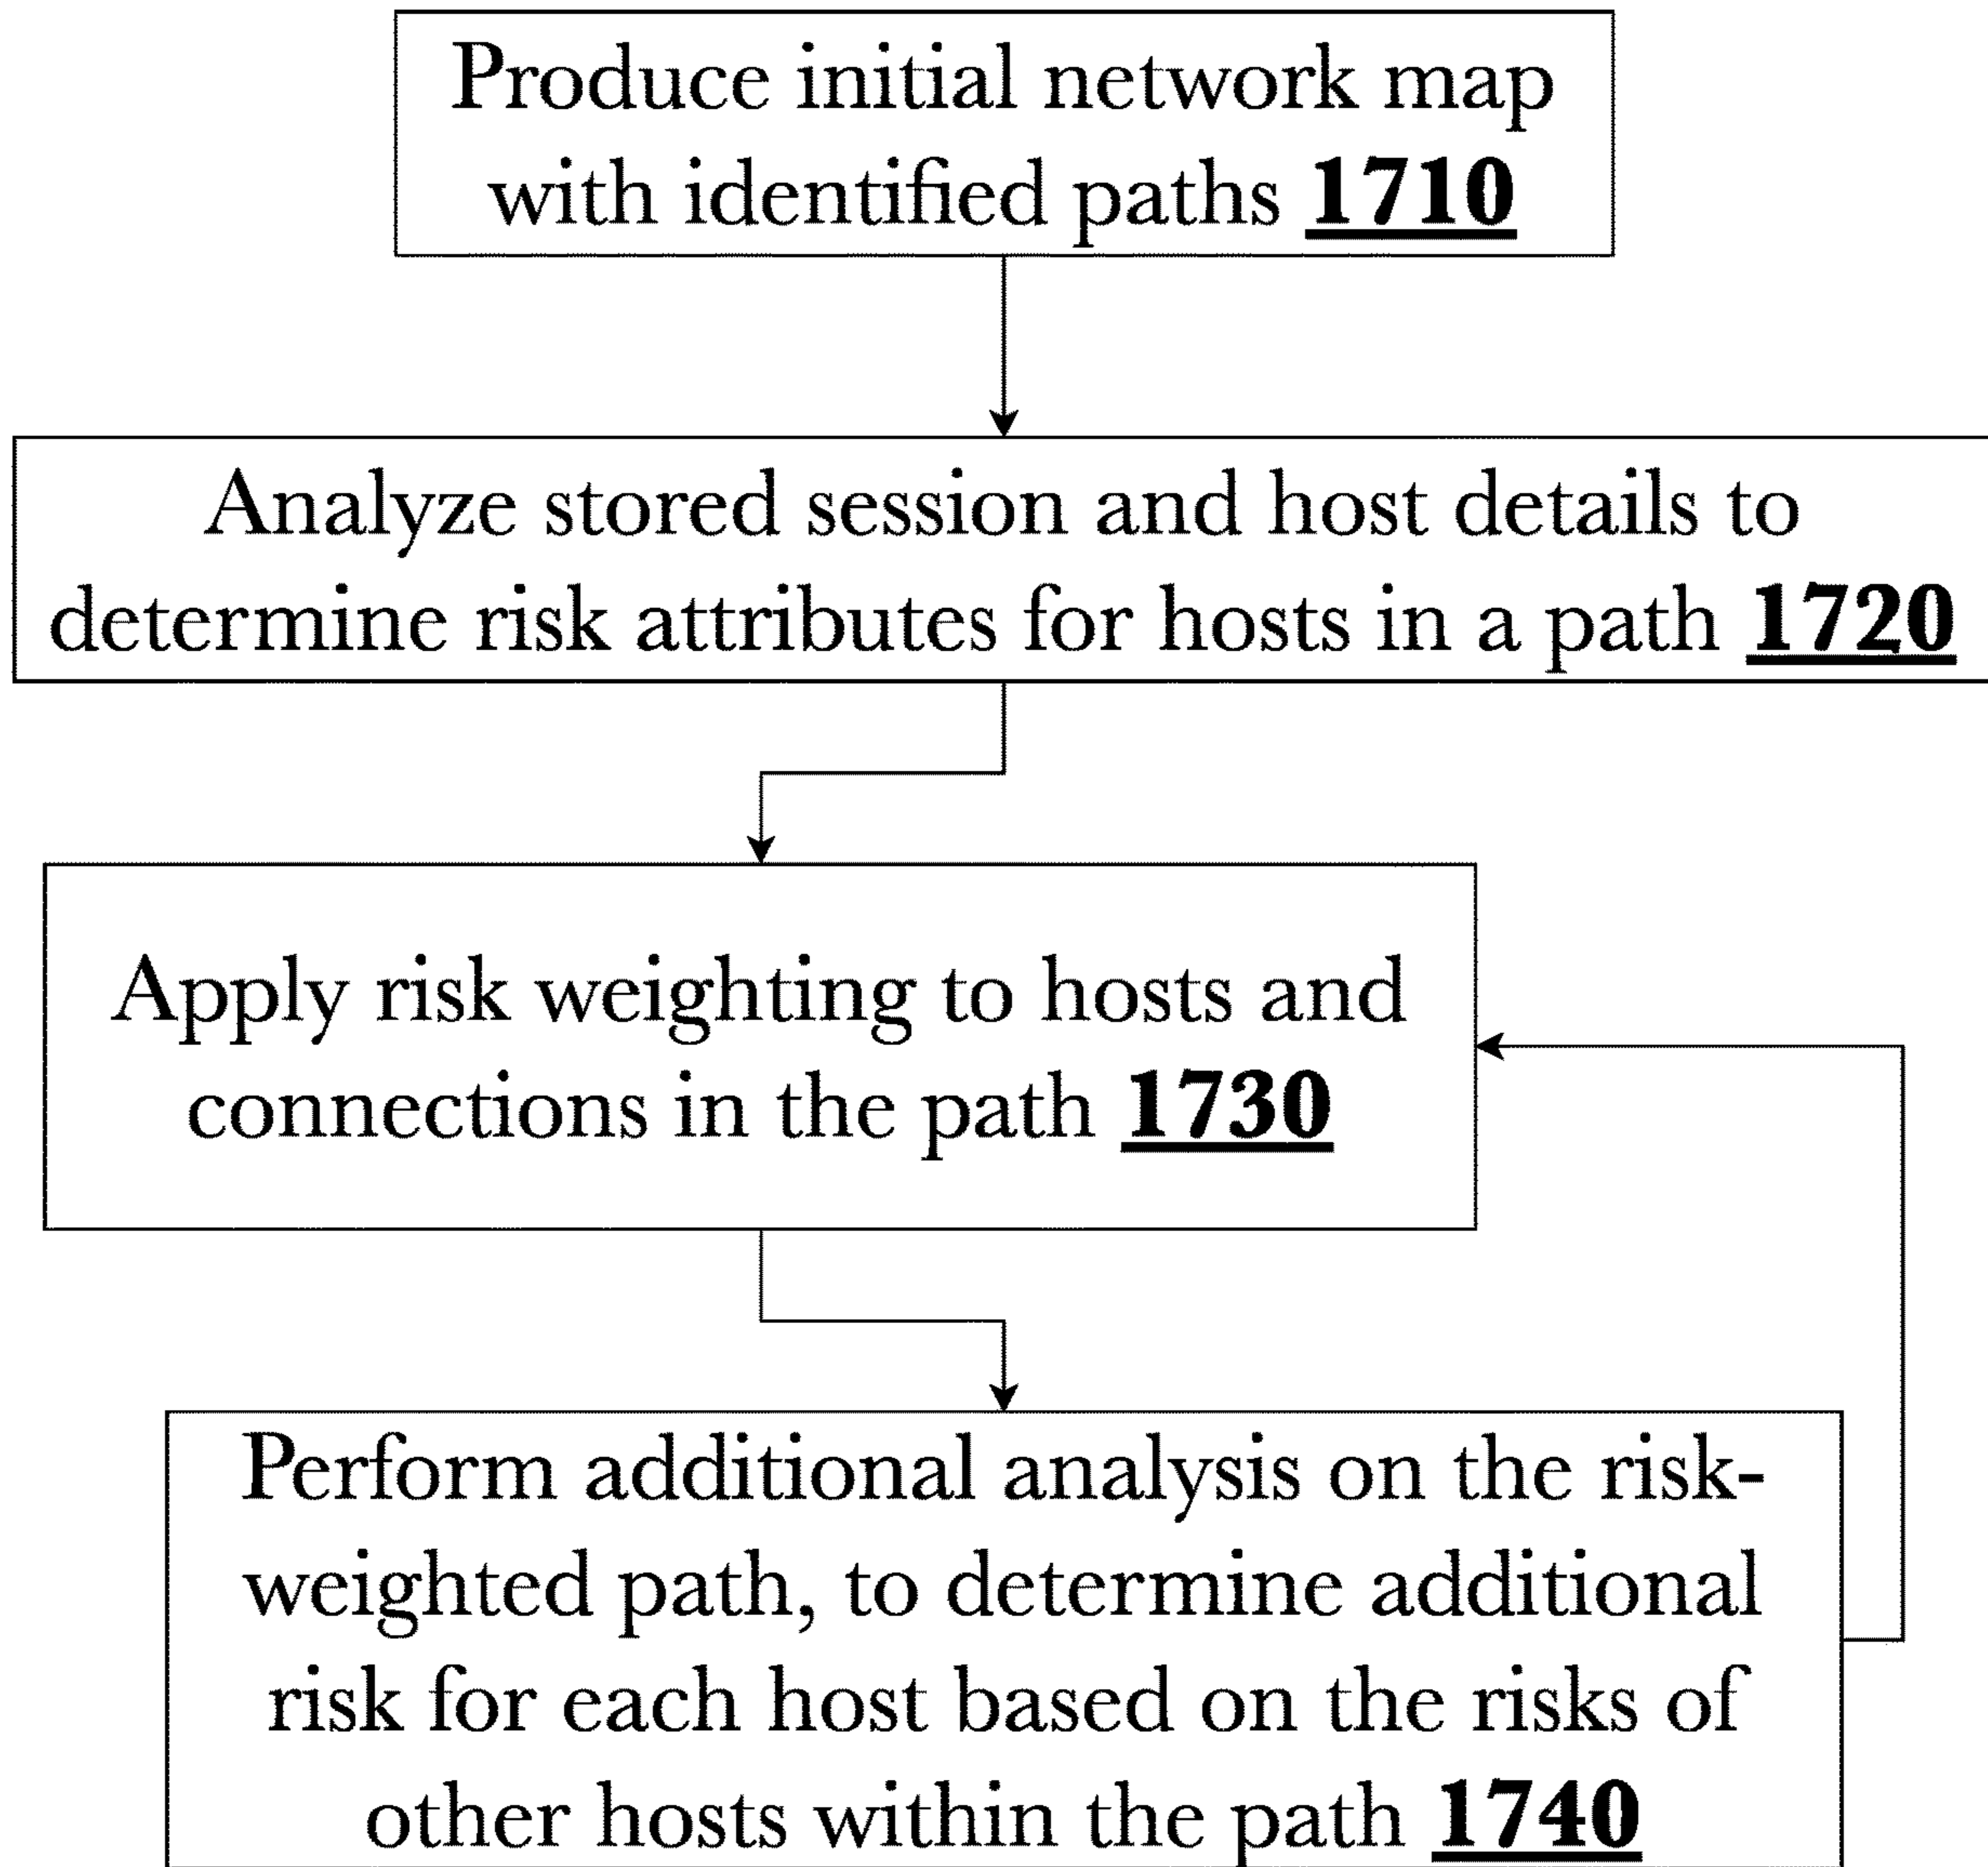 Produce initial network map
with identified paths 1710
Analyze stored session and host details to
determine risk attributes for hosts in a path 1720
Apply risk weighting to hosts and
connections in the path 1730
Perform additional analysis on the risk-
weighted path, to determine additional
risk for each host based on the risks of
other hosts within the path 1740